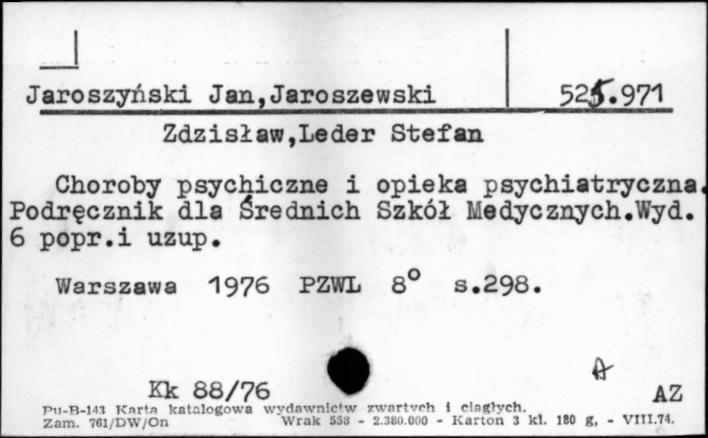 Jaroszyński Jan,Jaroszewski 525.971
Zdzisław,Leder Stefan
Choroby psychiczne i opieka psychiatryczna.
Podręcznik dla Średnich Szkół Medycznych.Wyd.
6 popr.i uzup.
Warszawa 1976 PZWL 8° s.298.
A
Kk 88/76 AZ
Pu-B-143 Karta katalogowa wydawnictw zwartych i ciągłych.
Zam. 761/DW/On Wrak 558 - 2.380.000 - Karton 3 kl. 180 g, - VIII.74.